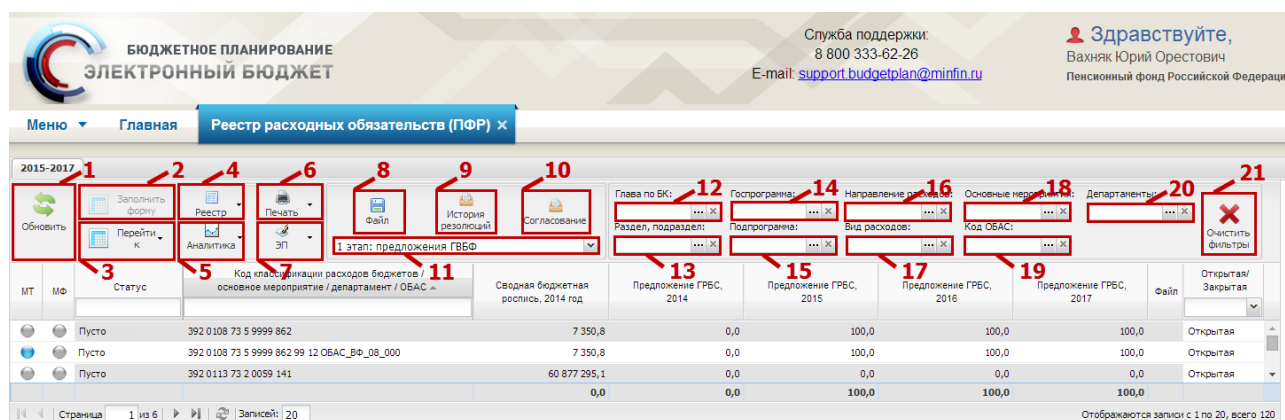 БЮДЖЕТНОЕ ПЛАНИРОВАНИЕ
ЭЛЕКТРОННЫЙ БЮДЖЕТ
Служба поддержки:
8 800 333-62-26
E-mail: support.budgetplan@minfin.ru
Здравствуйте,
Вахняк Юрий Орестович
Пенсионный фонд Российской Федераци
Меню Главная Реестр расходных обязательств (ПФР) ×
2015-2017
1 2 4 6 8 9 10 12 14 16 18 20 21
Обновить
Заполнить форму
Реестр
Печать
Файл
История резолюций
Согласование
Перейти к
Аналитика
ЭП
1 этап: предложения ГВБФ
Глава по БК: Госпрограмма: Направление расходов: Основные мероприятия: Департаменты:
Раздел, подраздел: Подпрограмма: Вид расходов: Код ОБАС:
Очистить фильтры
3 5 7 11 13 15 17 19
МТ МФ Статус
Код классификации расходов бюджетов /
основное мероприятие / департамент / ОБАС
Сводная бюджетная роспись, 2014 год
Предложение ГРБС, 2014
Предложение ГРБС, 2015
Предложение ГРБС, 2016
Предложение ГРБС, 2017
Файл
Открытая/ Закрытая
Пусто 392 0108 73 5 9999 862 7 350,8 0,0 100,0 100,0 100,0 Открытая
Пусто 392 0108 73 5 9999 862 99 12 ОБАС_ВФ_08_000 7 350,8 0,0 100,0 100,0 100,0 Открытая
Пусто 392 0113 73 2 0059 141 60 877 295,1 0,0 0,0 0,0 0,0 Открытая
0,0 0,0 100,0 100,0 100,0
Страница 1 из 6 Записей: 20 Отображаются записи с 1 по 20, всего 120